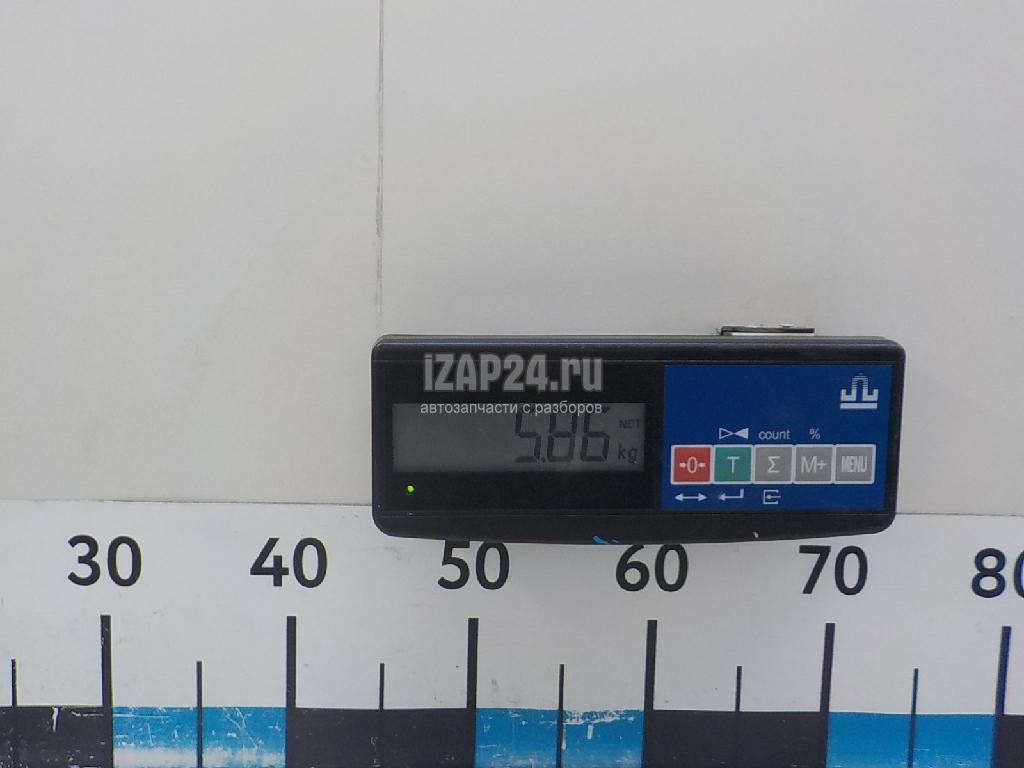 iZAP24.ru
автозапчасти с разборов
5.86 NET kg
count %
→0← T Σ M+ MENU
30 40 50 60 70 80